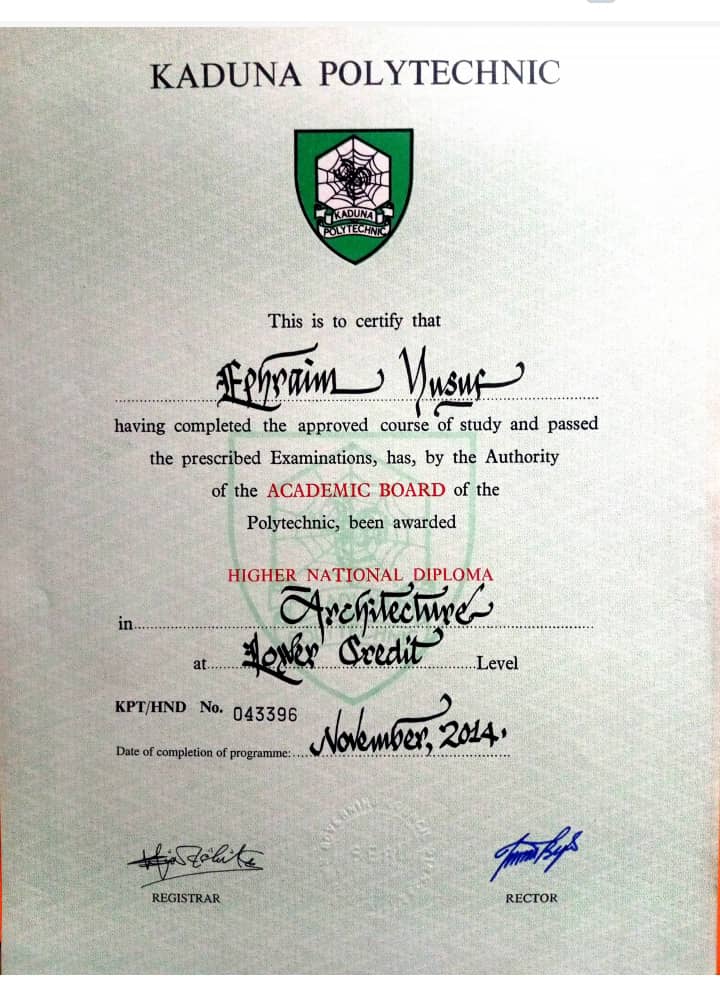 KADUNA POLYTECHNIC
KADUNA
POLYTECHNIC
This is to certify that
Ephraim Yusuf
having completed the approved course of study and passed
the prescribed Examinations, has, by the Authority
of the ACADEMIC BOARD of the
Polytechnic, been awarded
HIGHER NATIONAL DIPLOMA
in Architecture
at Lower Credit Level
KPT/HND No. 043396
Date of completion of programme: November, 2014.
REGISTRAR
RECTOR